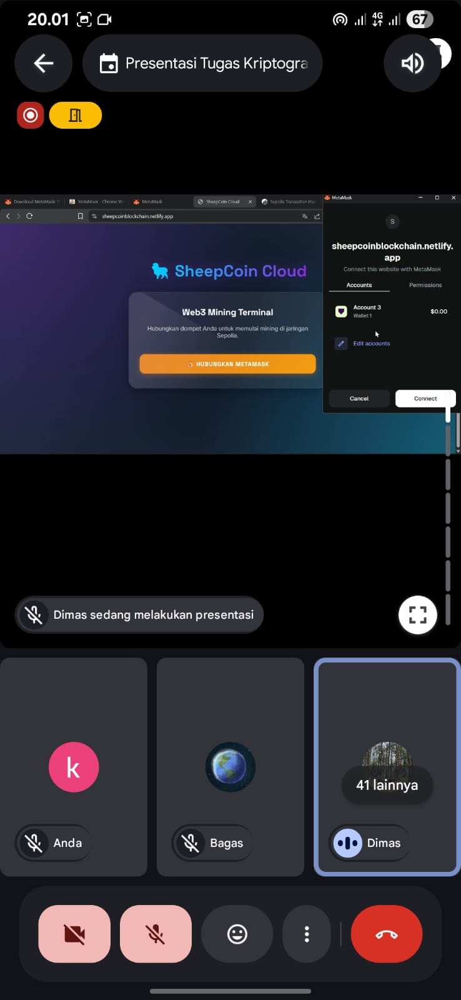 20.01
4G
67
Presentasi Tugas Kriptogra
Download MetaMask: T
MetaMask - Chrome We
MetaMask
SheepCoin Cloud
Sepolia Transaction Has
sheepcoinblockchain.netlify.app
SheepCoin Cloud
Web3 Mining Terminal
Hubungkan dompet Anda untuk memulai mining di jaringan
Sepolia.
HUBUNGKAN METAMASK
MetaMask
S
sheepcoinblockchain.netlify.
app
Connect this website with MetaMask
Accounts
Permissions
Account 3
Wallet 1
$0.00
Edit accounts
Cancel
Connect
Dimas sedang melakukan presentasi
k
41 lainnya
Anda
Bagas
Dimas